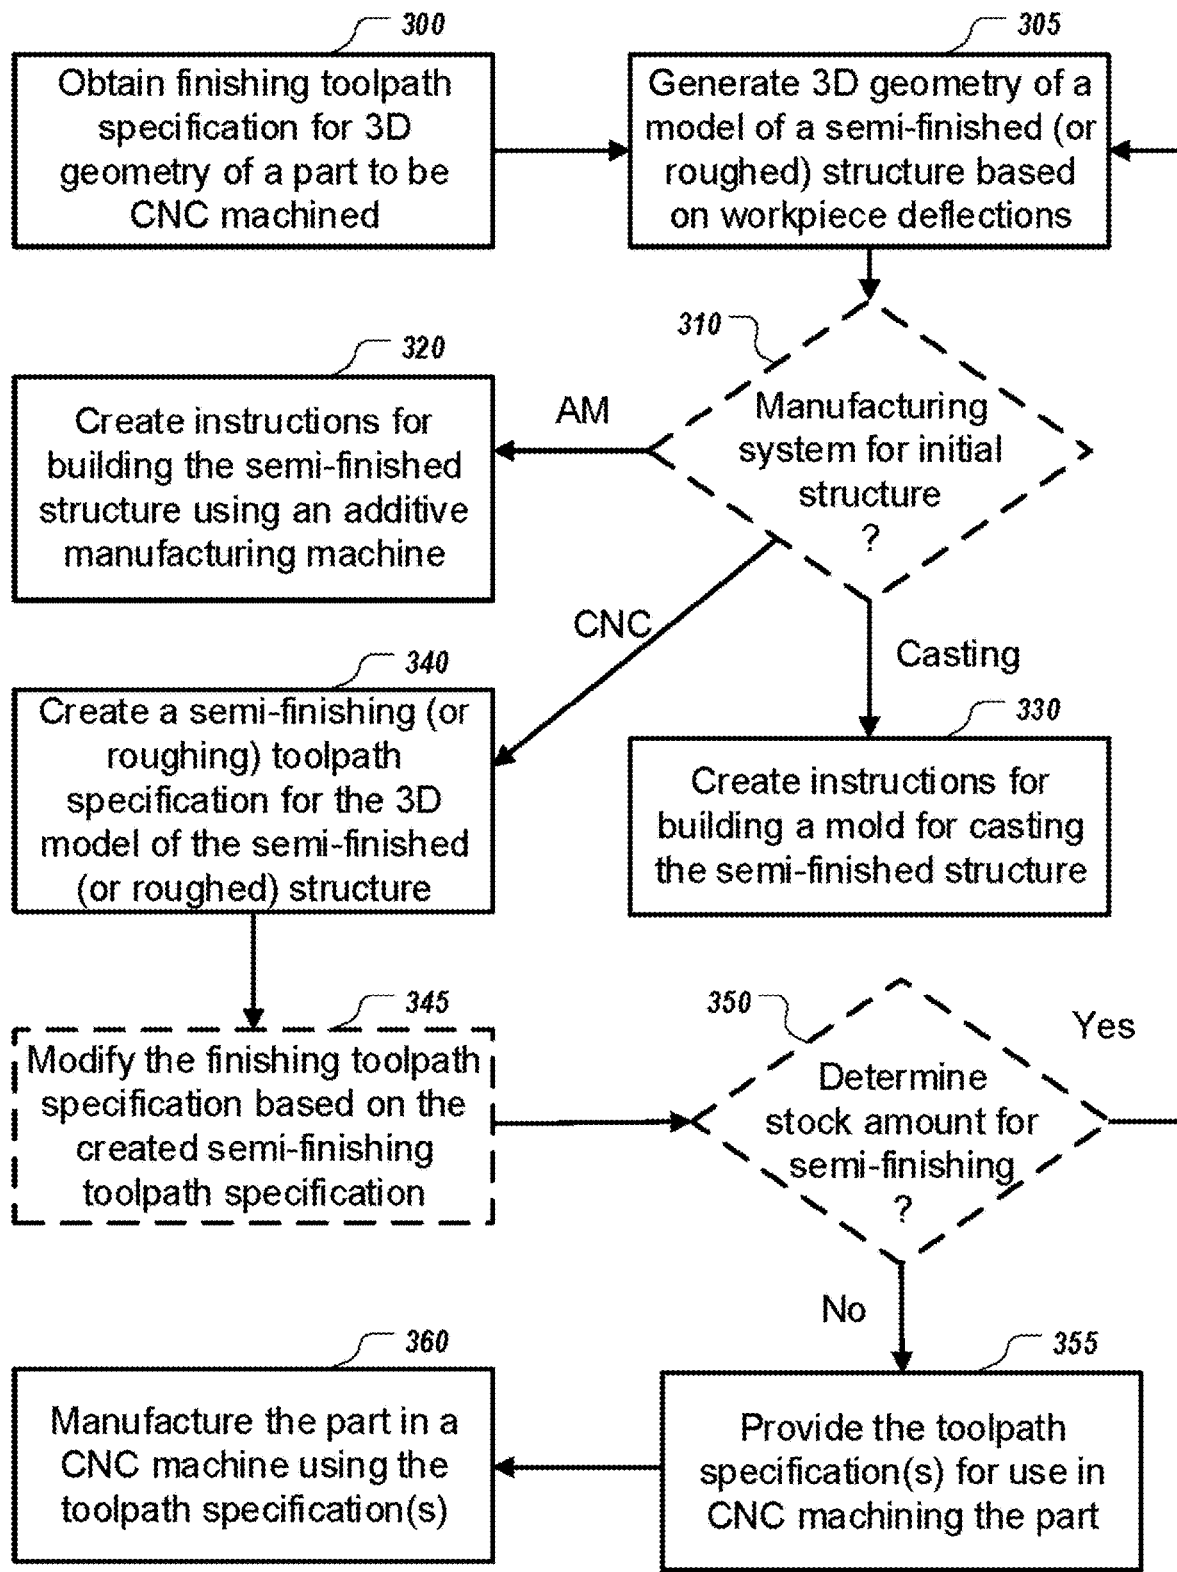 300
Obtain finishing toolpath
specification for 3D
geometry of a part to be
CNC machined
305
Generate 3D geometry of a
model of a semi-finished (or
roughed) structure based
on workpiece deflections
310
Manufacturing
system for initial
structure
?
AM
320
Create instructions for
building the semi-finished
structure using an additive
manufacturing machine
CNC
Casting
340
Create a semi-finishing (or
roughing) toolpath
specification for the 3D
model of the semi-finished
(or roughed) structure
330
Create instructions for
building a mold for casting
the semi-finished structure
345
Modify the finishing toolpath
specification based on the
created semi-finishing
toolpath specification
350
Determine
stock amount for
semi-finishing
?
Yes
No
355
Provide the toolpath
specification(s) for use in
CNC machining the part
360
Manufacture the part in a
CNC machine using the
toolpath specification(s)